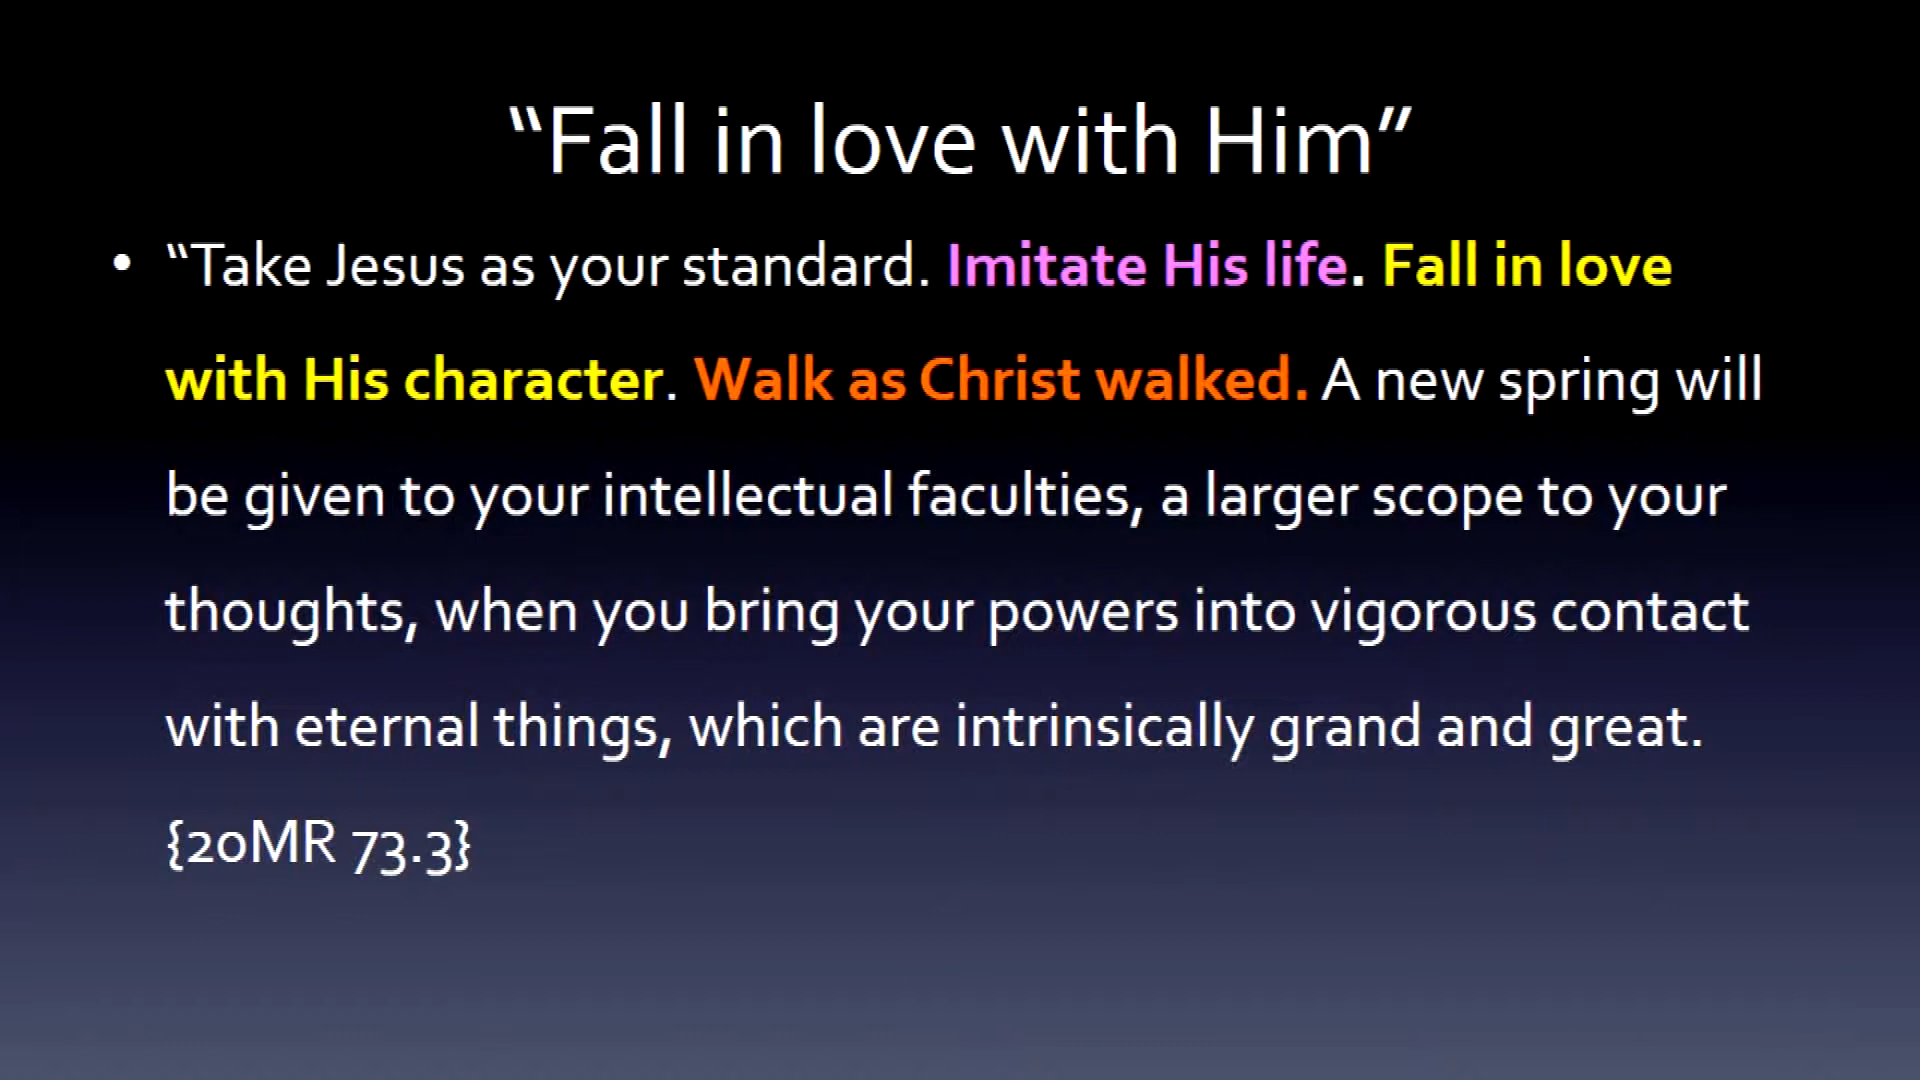 “Fall in love with Him”
• “Take Jesus as your standard. Imitate His life. Fall in love
with His character. Walk as Christ walked. A new spring will
be given to your intellectual faculties, a larger scope to your
thoughts, when you bring your powers into vigorous contact
with eternal things, which are intrinsically grand and great.
{20MR 73.3}